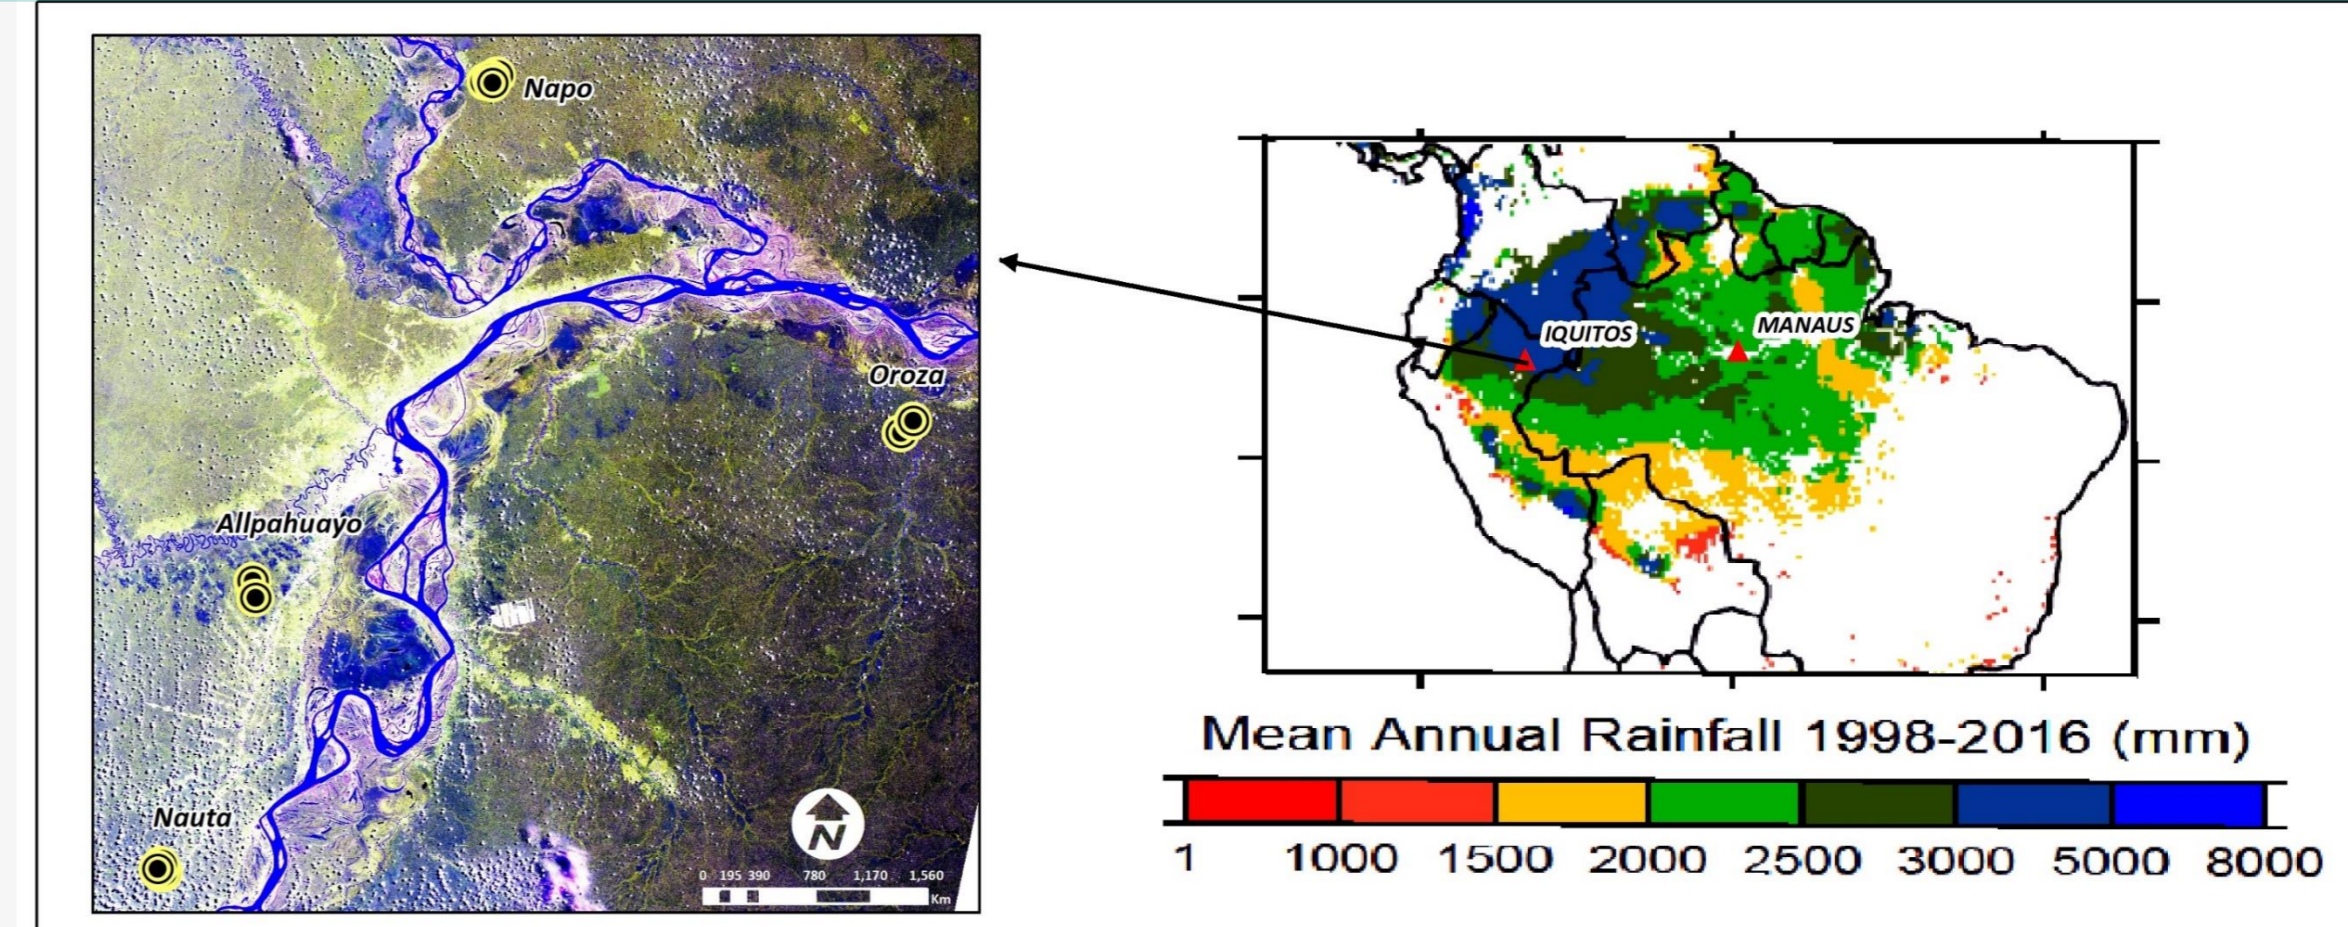 Napo
Oroza
Allpahuayo
Nauta
N
0 195 390 780 1,170 1,560
Km
IQUITOS
MANAUS
Mean Annual Rainfall 1998-2016 (mm)
1 1000 1500 2000 2500 3000 5000 8000